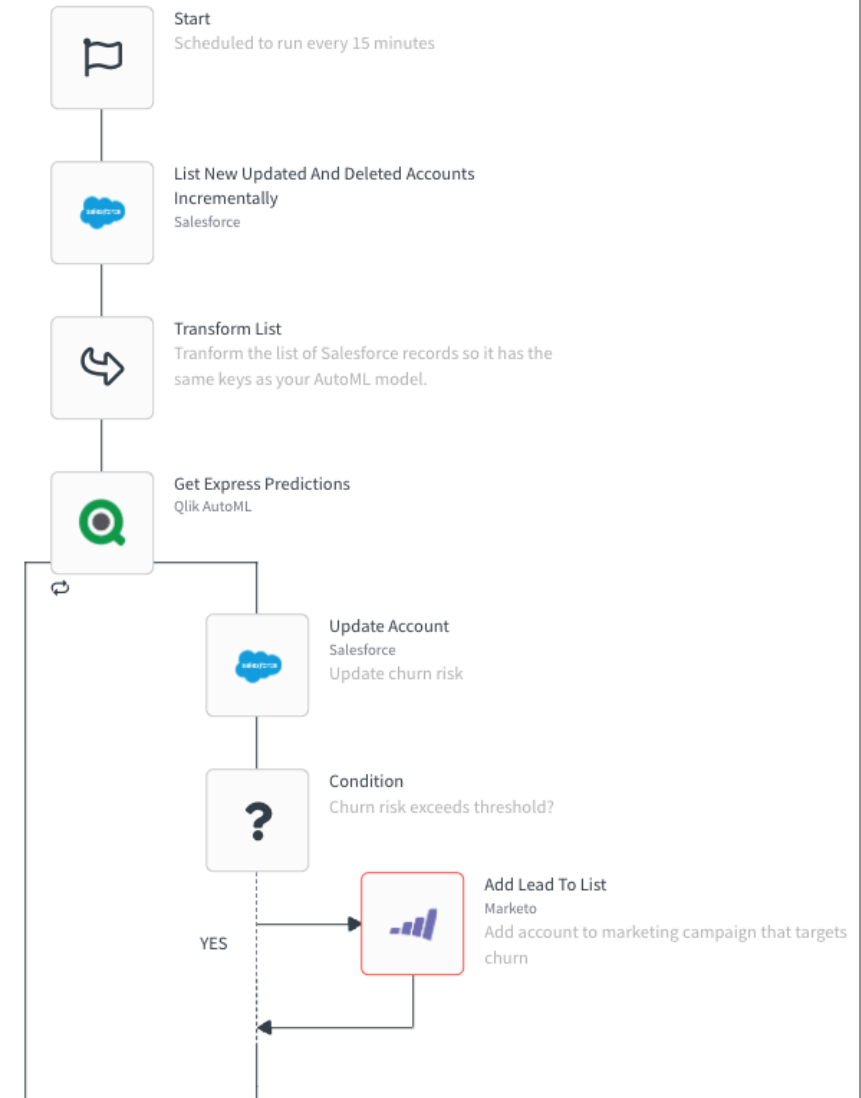 Start
Scheduled to run every 15 minutes
List New Updated And Deleted Accounts
Incrementally
salesforce
Salesforce
Transform List
Tranform the list of Salesforce records so it has the
same keys as your AutoML model.
Get Express Predictions
Qlik AutoML
Update Account
salesforce
Salesforce
Update churn risk
Condition
Churn risk exceeds threshold?
?
Add Lead To List
Marketo
Add account to marketing campaign that targets
churn
YES